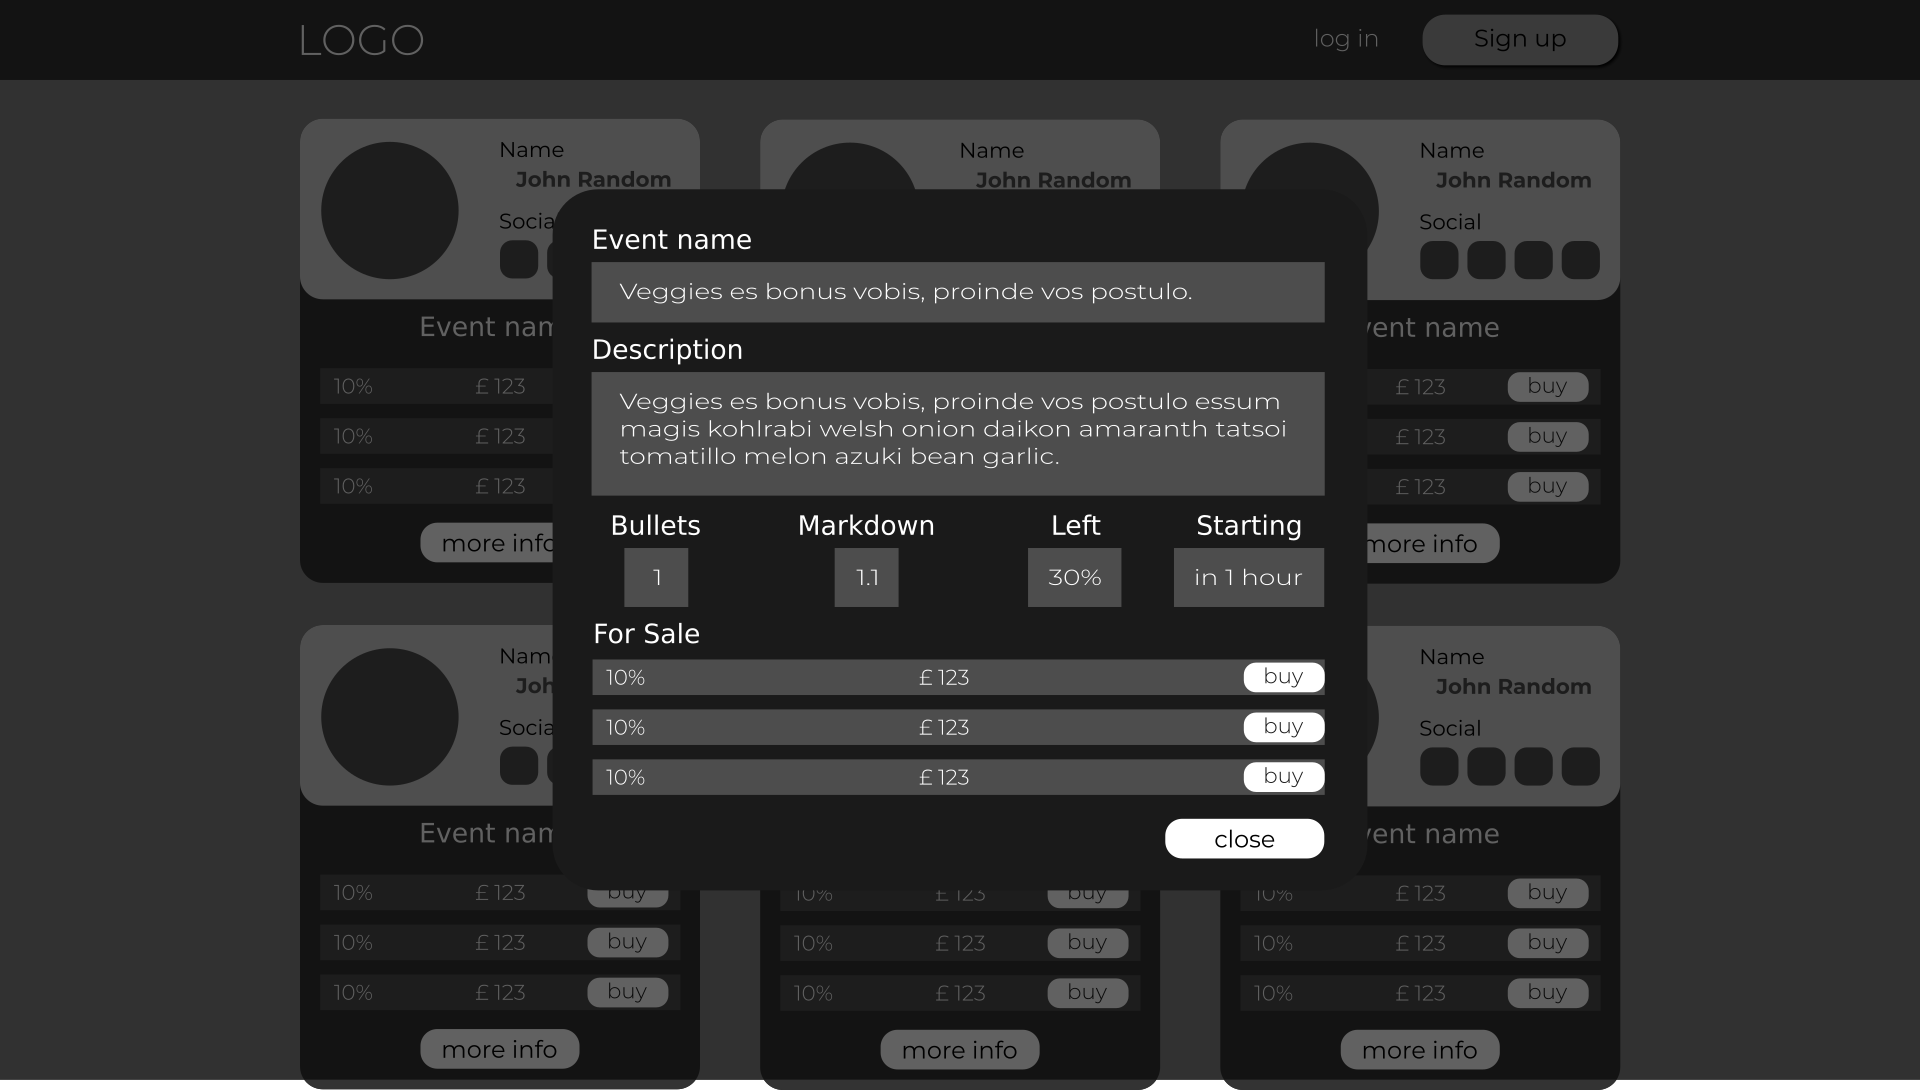 LOGO
log in
Sign up
Name
John Random
Social
Name
John Random
Name
John Random
Social
Event name
Veggies es bonus vobis, proinde vos postulo.
Description
Veggies es bonus vobis, proinde vos postulo essum
magis kohlrabi welsh onion daikon amaranth tatsoi
tomatillo melon azuki bean garlic.
Bullets
Markdown
Left
Starting
1
1.1
30%
in 1 hour
For Sale
10% £ 123 buy
10% £ 123 buy
10% £ 123 buy
close
Event nam
10% £ 123
10% £ 123
10% £ 123
more info
vent name
£ 123 buy
£ 123 buy
£ 123 buy
more info
Nam
Joh
Socia
Event nam
10% £ 123 buy
10% £ 123 buy
10% £ 123 buy
more info
10% £ 123 buy
10% £ 123 buy
10% £ 123 buy
more info
Name
John Random
Social
vent name
10% £ 123 buy
10% £ 123 buy
10% £ 123 buy
more info